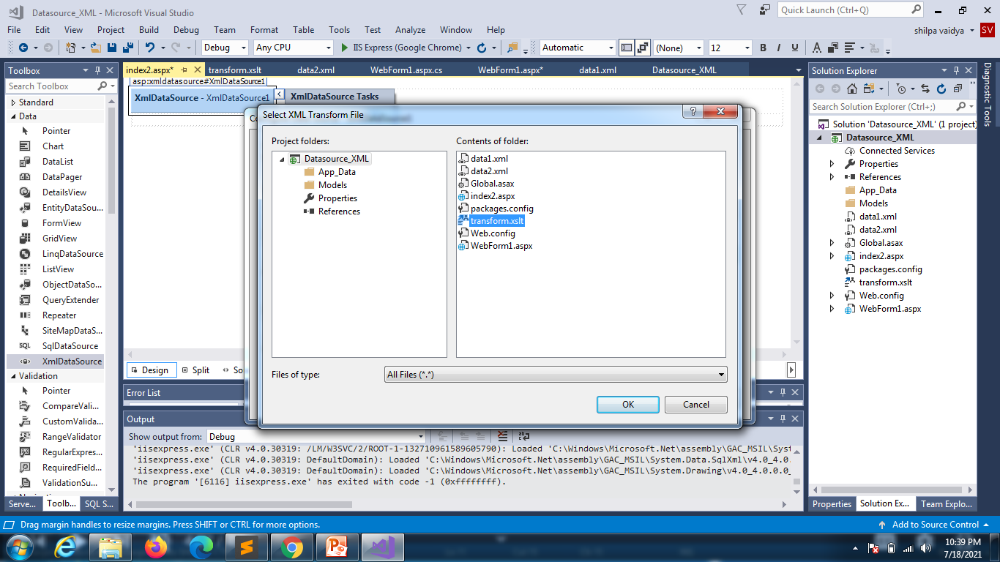 Datasource_XML - Microsoft Visual Studio
Quick Launch (Ctrl+Q)
File Edit View Project Build Debug Team Format Table Tools Test Analyze Window Help
shilpa vaidya SV
Debug Any CPU IIS Express (Google Chrome) Automatic (None) 12 B I U A
Toolbox
Search Toolbox
Standard
Data
Pointer
Chart
DataList
DataPager
DetailsView
EntityDataSou...
FormView
GridView
LinqDataSource
ListView
ObjectDataSo...
QueryExtender
Repeater
SiteMapDataS...
SQL SqlDataSource
XmlDataSource
Validation
Pointer
CompareVali...
CustomValida...
RangeValidator
RegularExpres...
RequiredField...
ValidationSu...
Serve... Toolb... SQL S...
index2.aspx* transform.xslt data2.xml WebForm1.aspx.cs WebForm1.aspx* data1.xml Datasource_XML
asp:xmldatasource#XmlDataSource1
XmlDataSource - XmlDataSource1
XmlDataSource Tasks
Select XML Transform File
Project folders:
Datasource_XML
App_Data
Models
Properties
References
Contents of folder:
data1.xml
data2.xml
Global.asax
index2.aspx
packages.config
transform.xslt
Web.config
WebForm1.aspx
Files of type: All Files (*.*)
OK Cancel
Design Split So
Error List
Output
Show output from: Debug
'iisexpress.exe' (CLR v4.0.30319: /LM/W3SVC/2/ROOT-1-132710961589605790): Loaded 'C:\Windows\Microsoft.Net\assembly\GAC_MSIL\Syst
'iisexpress.exe' (CLR v4.0.30319: DefaultDomain): Loaded 'C:\Windows\Microsoft.Net\assembly\GAC_MSIL\System.Data.SqlXml\v4.0_4.0.
'iisexpress.exe' (CLR v4.0.30319: DefaultDomain): Loaded 'C:\Windows\Microsoft.Net\assembly\GAC_MSIL\System.Drawing\v4.0_4.0.0.0_
The program '[6116] iisexpress.exe' has exited with code -1 (0xffffffff).
Solution Explorer
Search Solution Explorer (Ctrl+;)
Solution 'Datasource_XML' (1 project)
Datasource_XML
Connected Services
Properties
References
App_Data
Models
data1.xml
data2.xml
Global.asax
index2.aspx
packages.config
transform.xslt
Web.config
WebForm1.aspx
Properties Solution Ex... Team Explo...
Diagnostic Tools
Drag margin handles to resize margins. Press SHIFT or CTRL for more options.
Add to Source Control
10:39 PM
7/18/2021